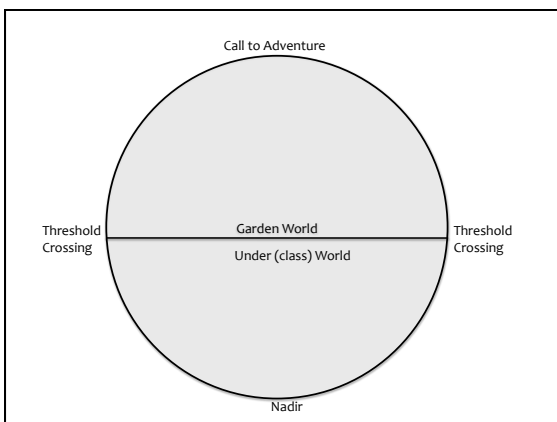 Call to Adventure
Threshold
Crossing
Garden World
Threshold
Crossing
Under (class) World
Nadir